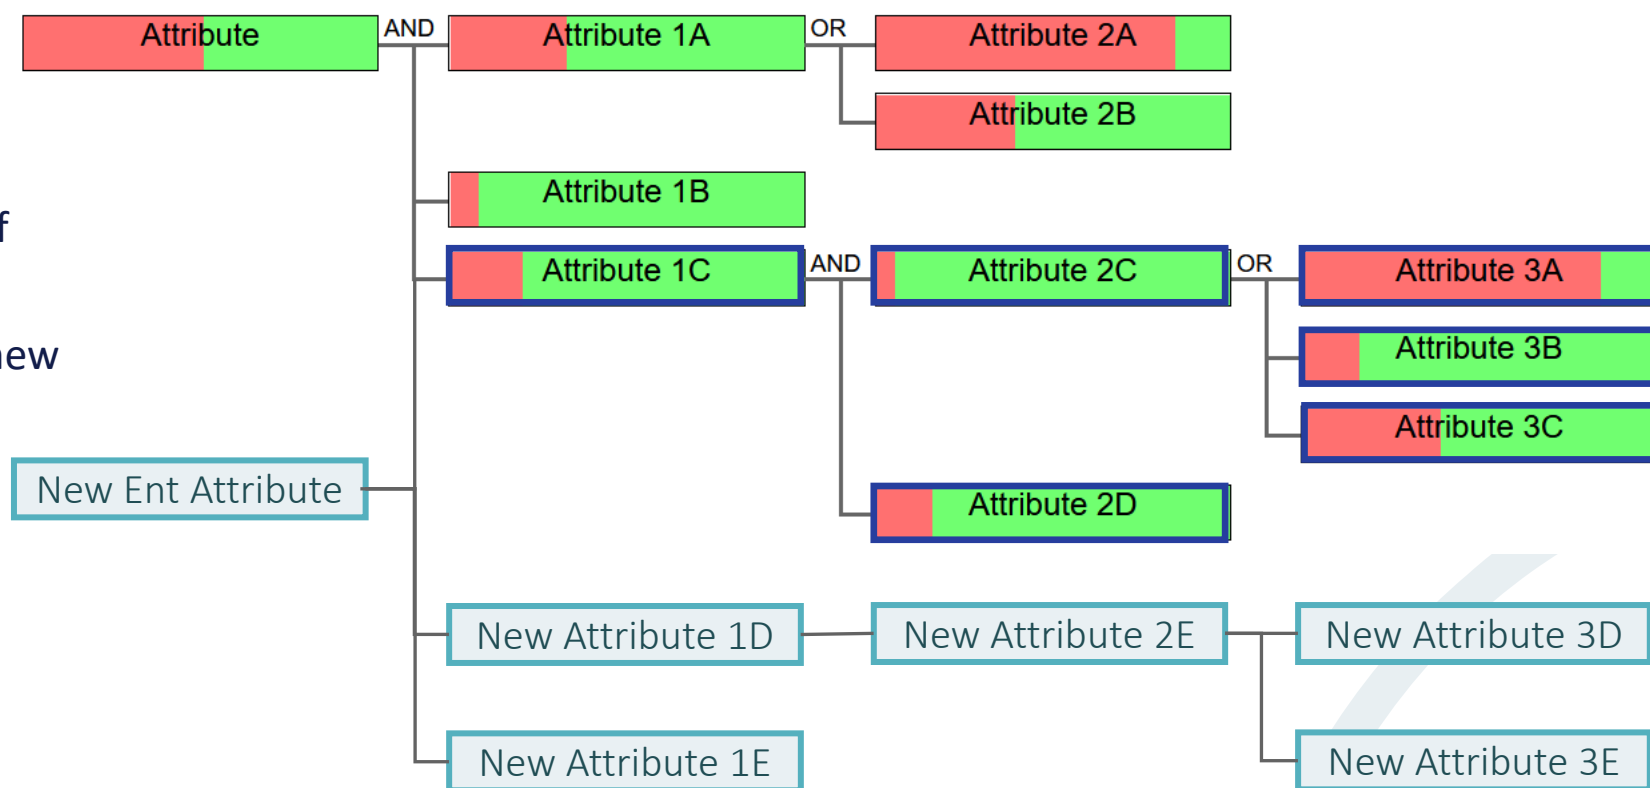 Attribute AND Attribute 1A OR Attribute 2A
Attribute 2B
Attribute 1B
f
Attribute 1C AND Attribute 2C OR Attribute 3A
new
Attribute 3B
Attribute 3C
New Ent Attribute
Attribute 2D
New Attribute 1D New Attribute 2E New Attribute 3D
New Attribute 1E New Attribute 3E